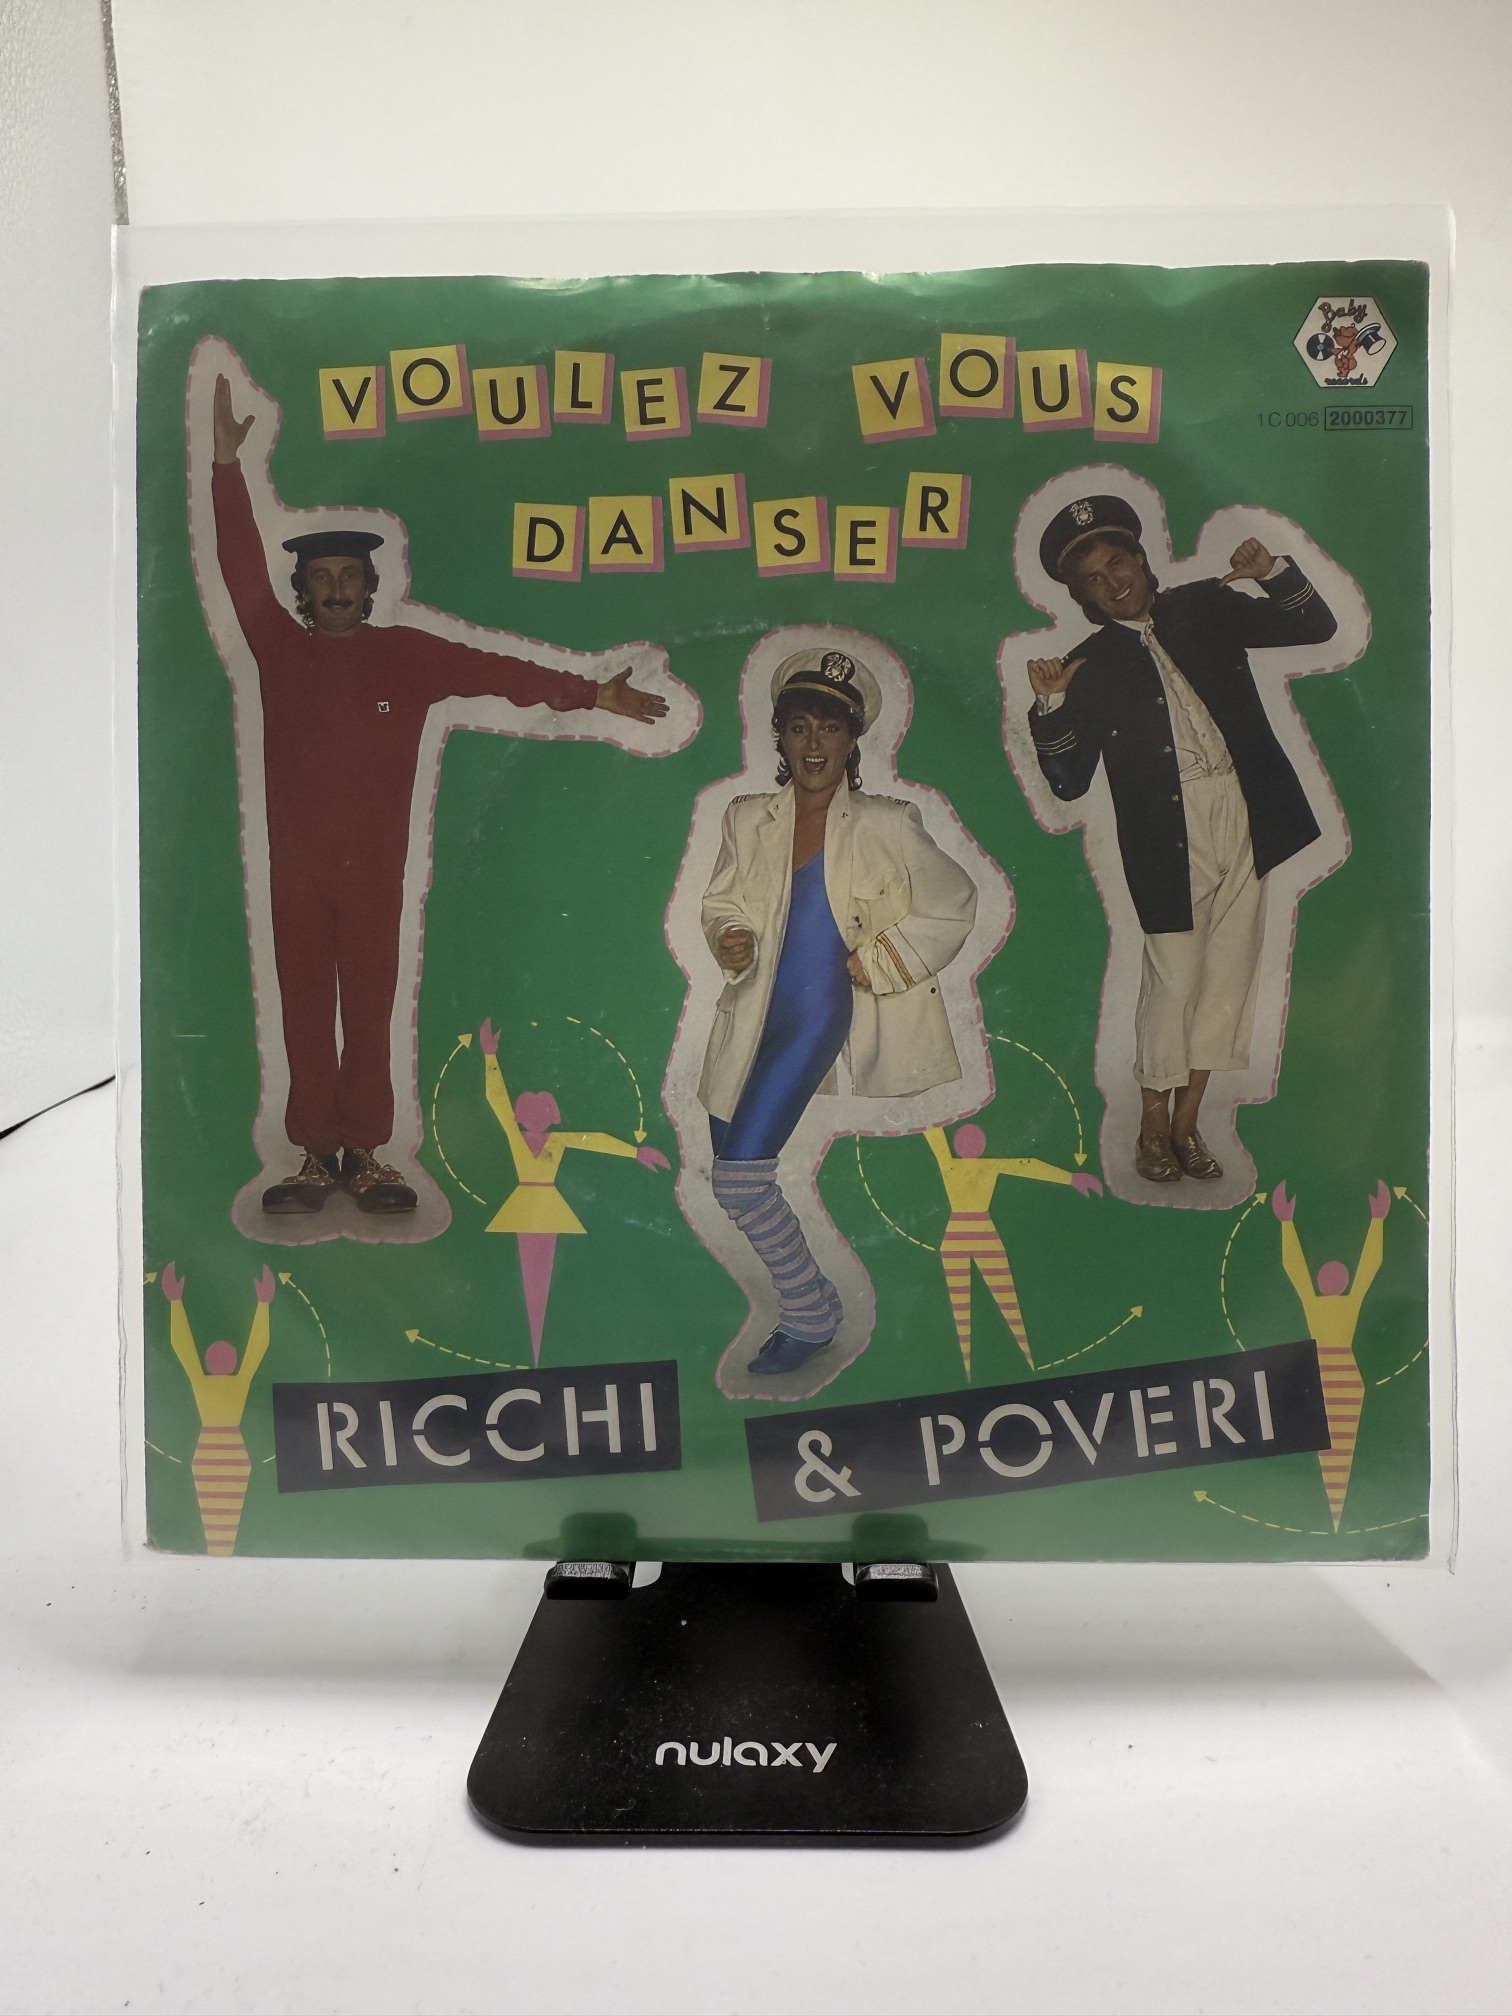 VOULEZ VOUS
DANSER
Baby
records
1C 006 2000377
RICCHI
& POVERI
nulaxy